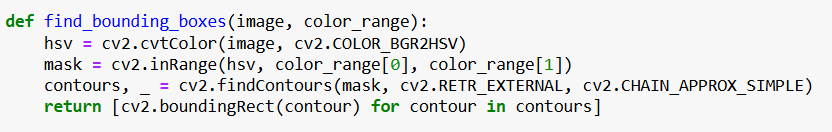 def find_bounding_boxes(image, color_range):
    hsv = cv2.cvtColor(image, cv2.COLOR_BGR2HSV)
    mask = cv2.inRange(hsv, color_range[0], color_range[1])
    contours, _ = cv2.findContours(mask, cv2.RETR_EXTERNAL, cv2.CHAIN_APPROX_SIMPLE)
    return [cv2.boundingRect(contour) for contour in contours]